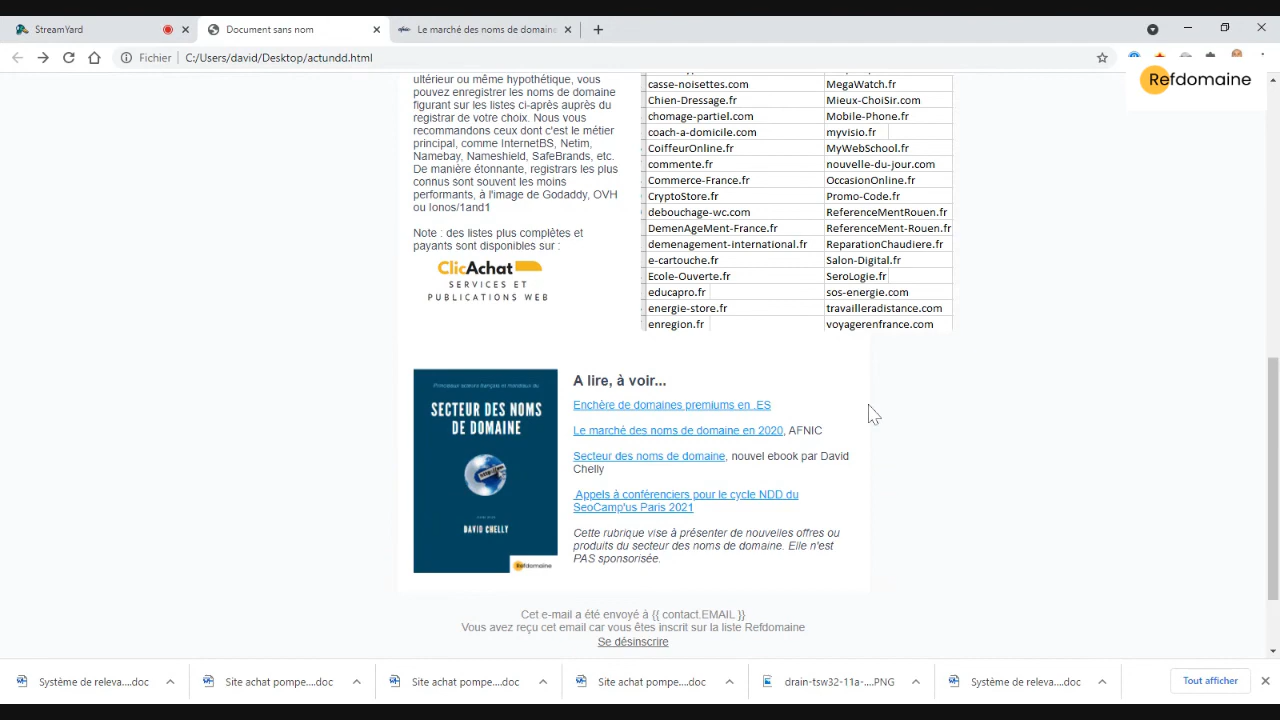 StreamYard
Document sans nom
Le marché des noms de domaine
Fichier
C:/Users/david/Desktop/actundd.html
Refdomaine
ultérieur ou même hypothétique, vous
pouvez enregistrer les noms de domaine
figurant sur les listes ci-après auprès du
registrar de votre choix. Nous vous
recommandons ceux dont c'est le métier
principal, comme InternetBS, Netim,
Namebay, Nameshield, SafeBrands, etc.
De manière étonnante, registrars les plus
connus sont souvent les moins
performants, à l'image de Godaddy, OVH
ou Ionos/1and1
Note : des listes plus complètes et
payants sont disponibles sur :
ClicAchat
SERVICES ET
PUBLICATIONS WEB
casse-noisettes.com MegaWatch.fr
Chien-Dressage.fr Mieux-ChoiSir.com
chomage-partiel.com Mobile-Phone.fr
coach-a-domicile.com myvisio.fr
CoiffeurOnline.fr MyWebSchool.fr
commente.fr nouvelle-du-jour.com
Commerce-France.fr OccasionOnline.fr
CryptoStore.fr Promo-Code.fr
debouchage-wc.com ReferenceMentRouen.fr
DemenAgeMent-France.fr ReferenceMent-Rouen.fr
demenagement-international.fr ReparationChaudiere.fr
e-cartouche.fr Salon-Digital.fr
Ecole-Ouverte.fr SeroLogie.fr
educapro.fr sos-energie.com
energie-store.fr travailleradistance.com
enregion.fr voyagerenfrance.com
SECTEUR DES NOMS
DE DOMAINE
DAVID CHELLY
Refdomaine
A lire, à voir...
Enchère de domaines premiums en .ES
Le marché des noms de domaine en 2020, AFNIC
Secteur des noms de domaine, nouvel ebook par David
Chelly
Appels à conférenciers pour le cycle NDD du
SeoCamp'us Paris 2021
Cette rubrique vise à présenter de nouvelles offres ou
produits du secteur des noms de domaine. Elle n'est
PAS sponsorisée.
Cet e-mail a été envoyé à {{ contact.EMAIL }}
Vous avez reçu cet email car vous êtes inscrit sur la liste Refdomaine
Se désinscrire
Système de releva....doc
Site achat pompe....doc
Site achat pompe....doc
Site achat pompe....doc
drain-tsw32-11a-....PNG
Système de releva....doc
Tout afficher